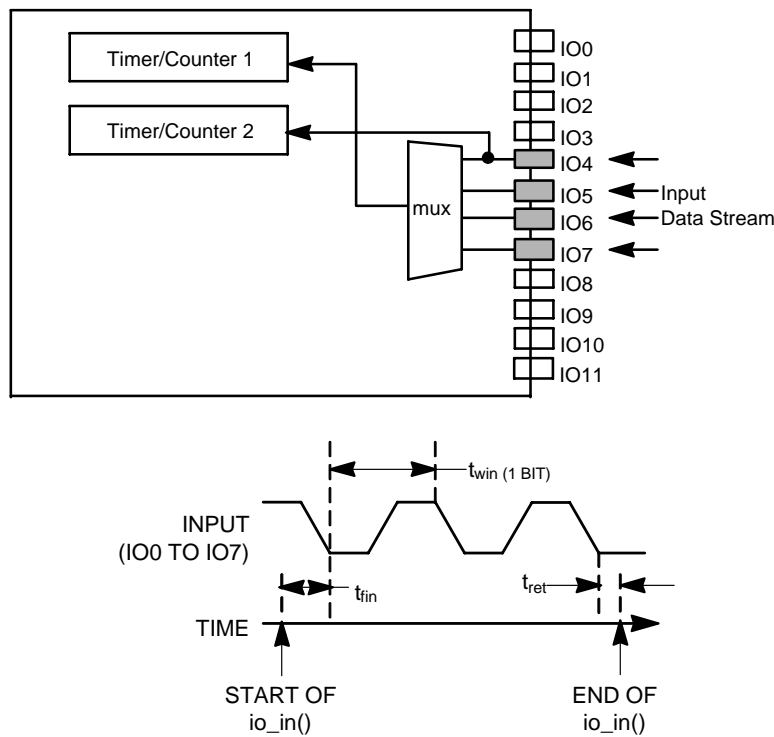 Timer/Counter 1
Timer/Counter 2
mux
IO0
IO1
IO2
IO3
IO4
IO5
IO6
IO7
IO8
IO9
IO10
IO11
Input
Data Stream
twin (1 BIT)
INPUT
(IO0 TO IO7)
tfin
tret
TIME
START OF
io_in()
END OF
io_in()